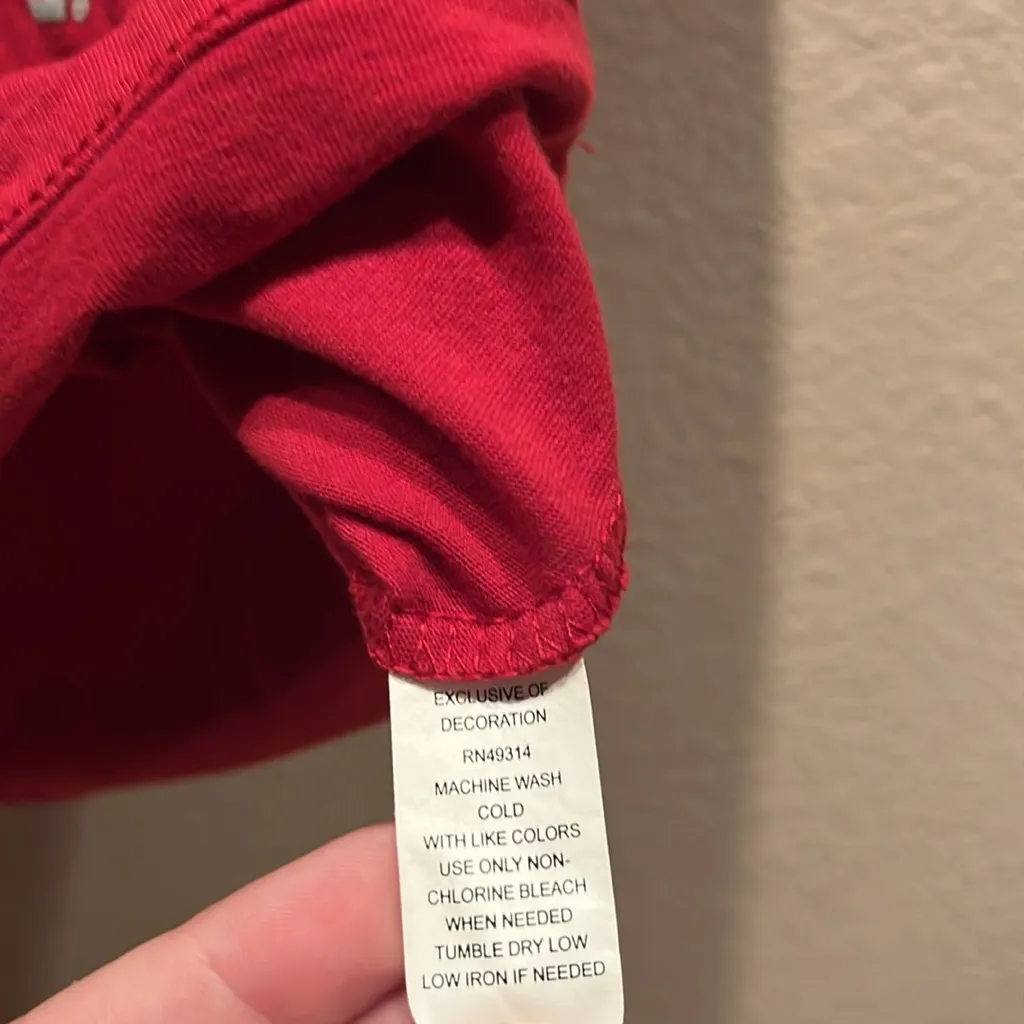 EXCLUSIVE OF
DECORATION
RN49314
MACHINE WASH
COLD
WITH LIKE COLORS
USE ONLY NON-
CHLORINE BLEACH
WHEN NEEDED
TUMBLE DRY LOW
LOW IRON IF NEEDED